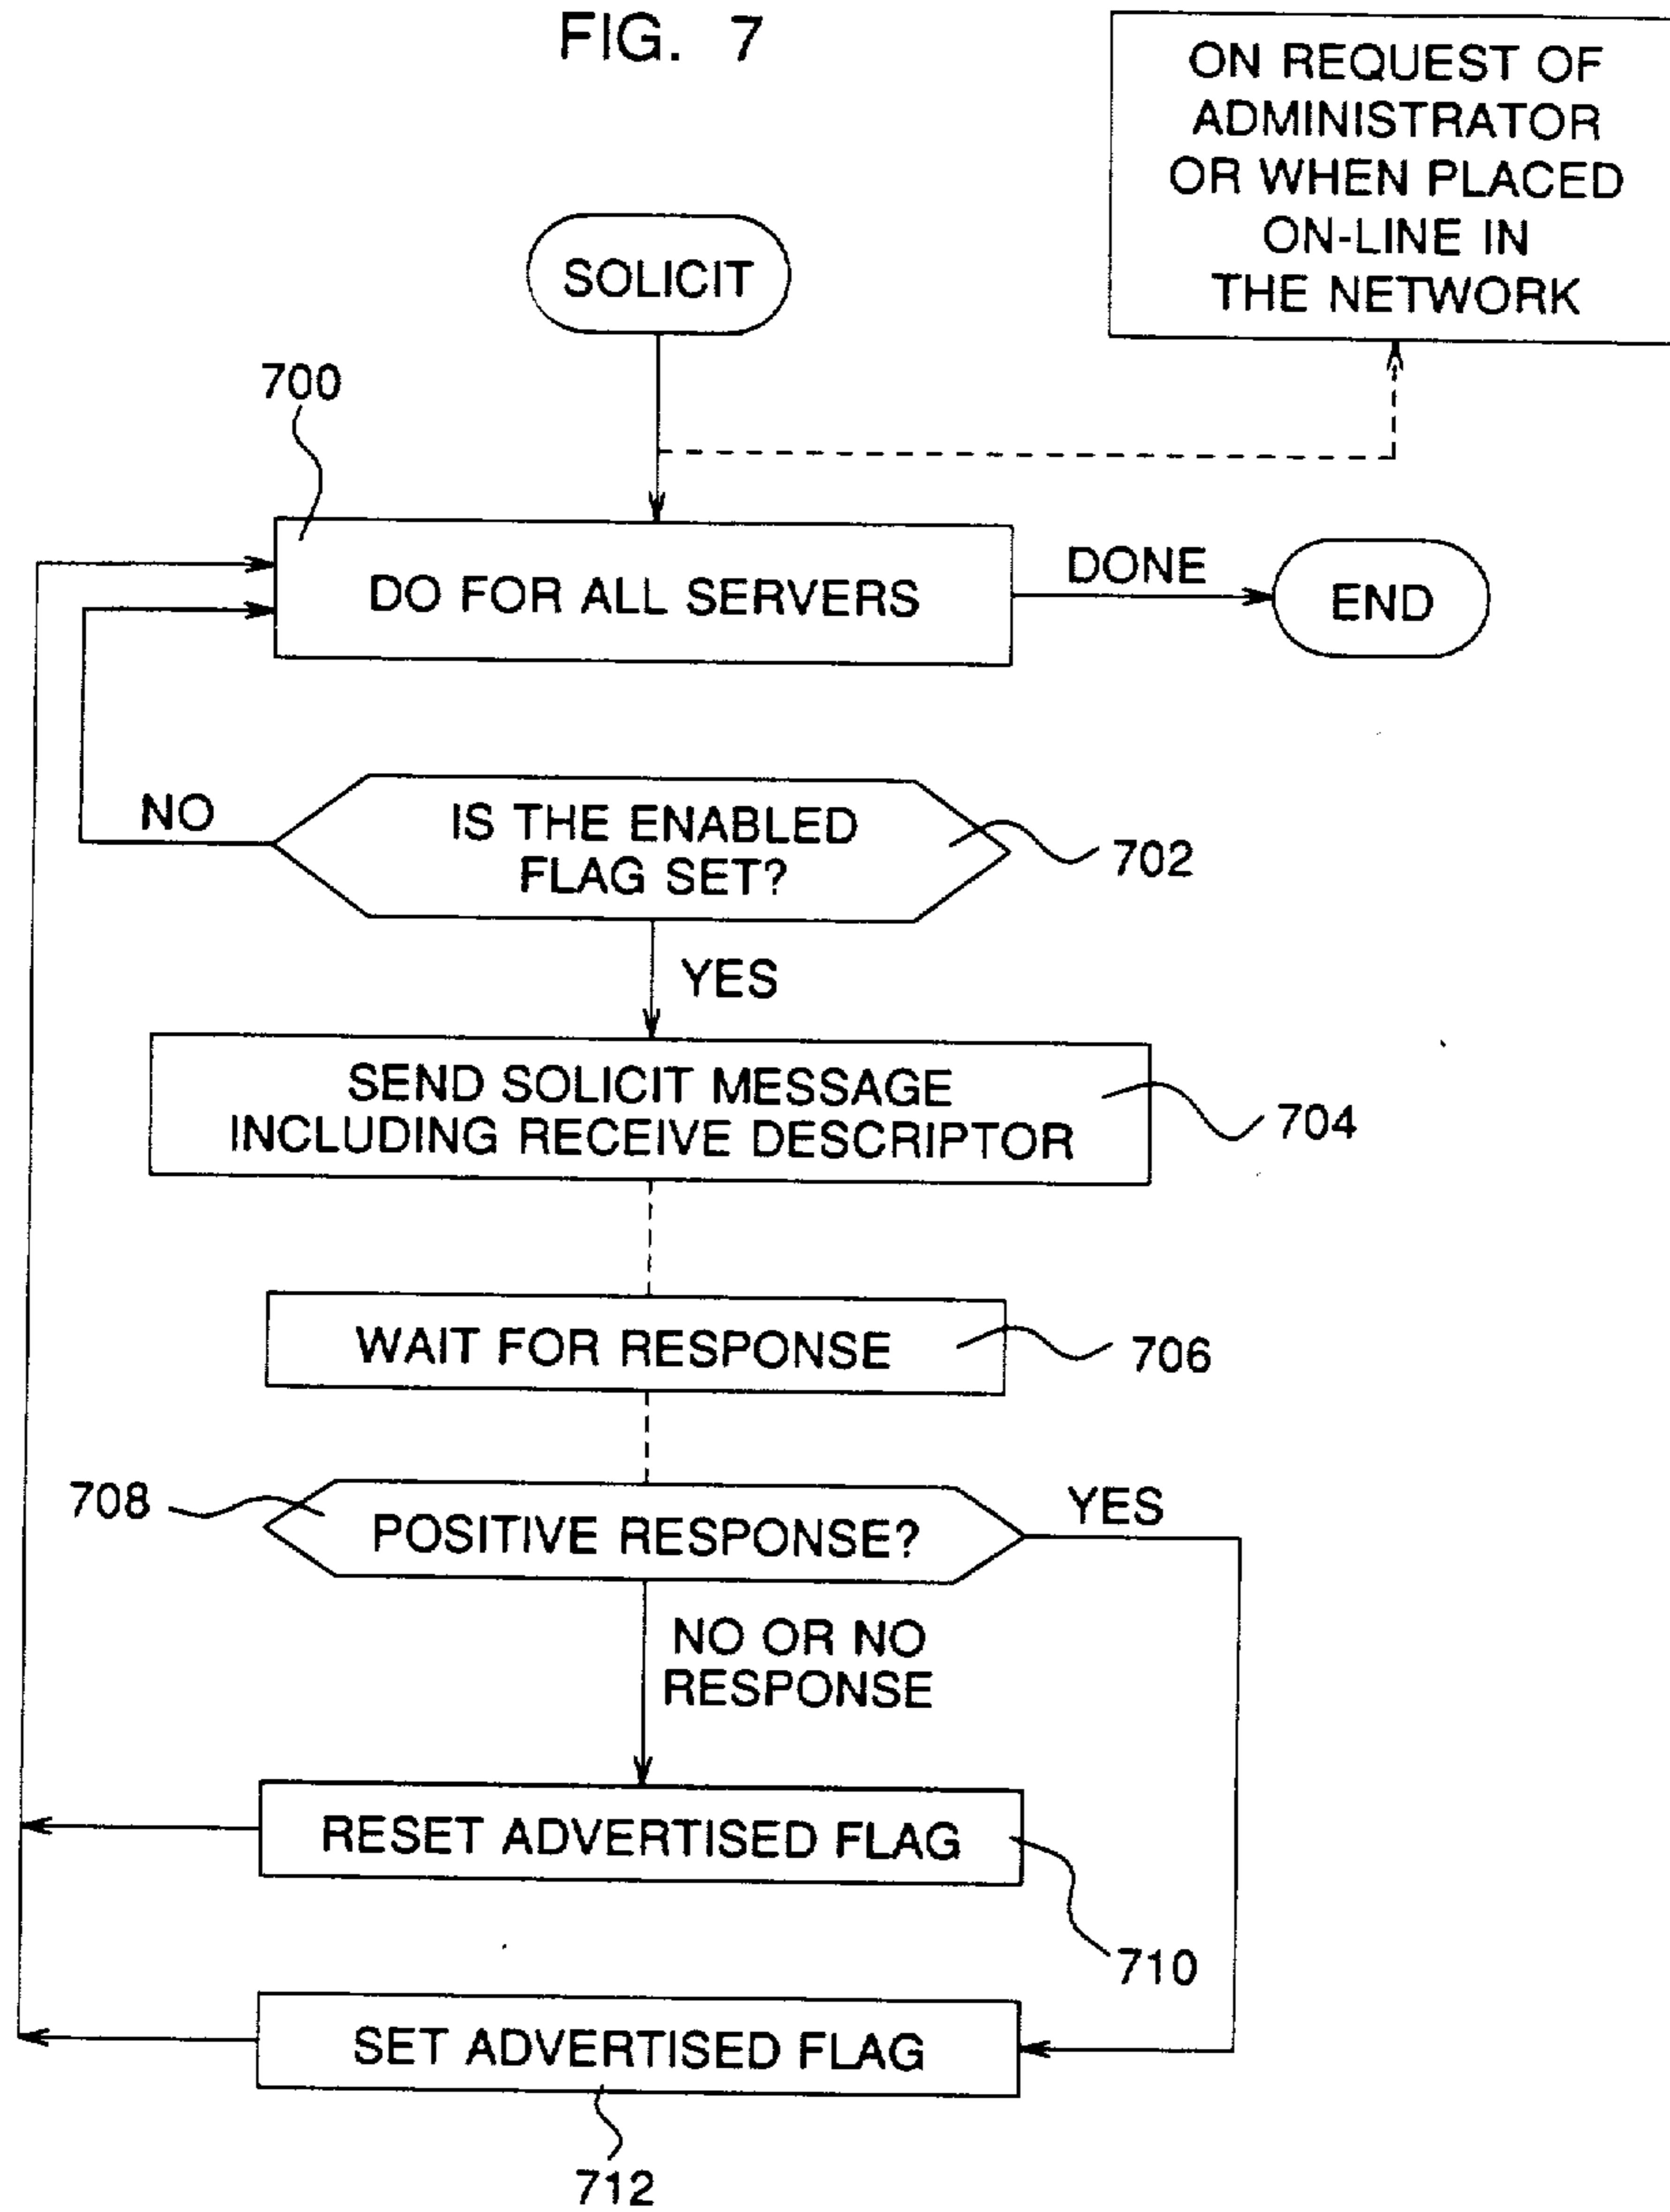 FIG. 7
ON REQUEST OF
ADMINISTRATOR
OR WHEN PLACED
ON-LINE IN
THE NETWORK
SOLICIT
700
DO FOR ALL SERVERS
DONE
END
NO
IS THE ENABLED
FLAG SET?
702
YES
SEND SOLICIT MESSAGE
INCLUDING RECEIVE DESCRIPTOR
704
WAIT FOR RESPONSE
706
708
POSITIVE RESPONSE?
YES
NO OR NO
RESPONSE
RESET ADVERTISED FLAG
710
SET ADVERTISED FLAG
712